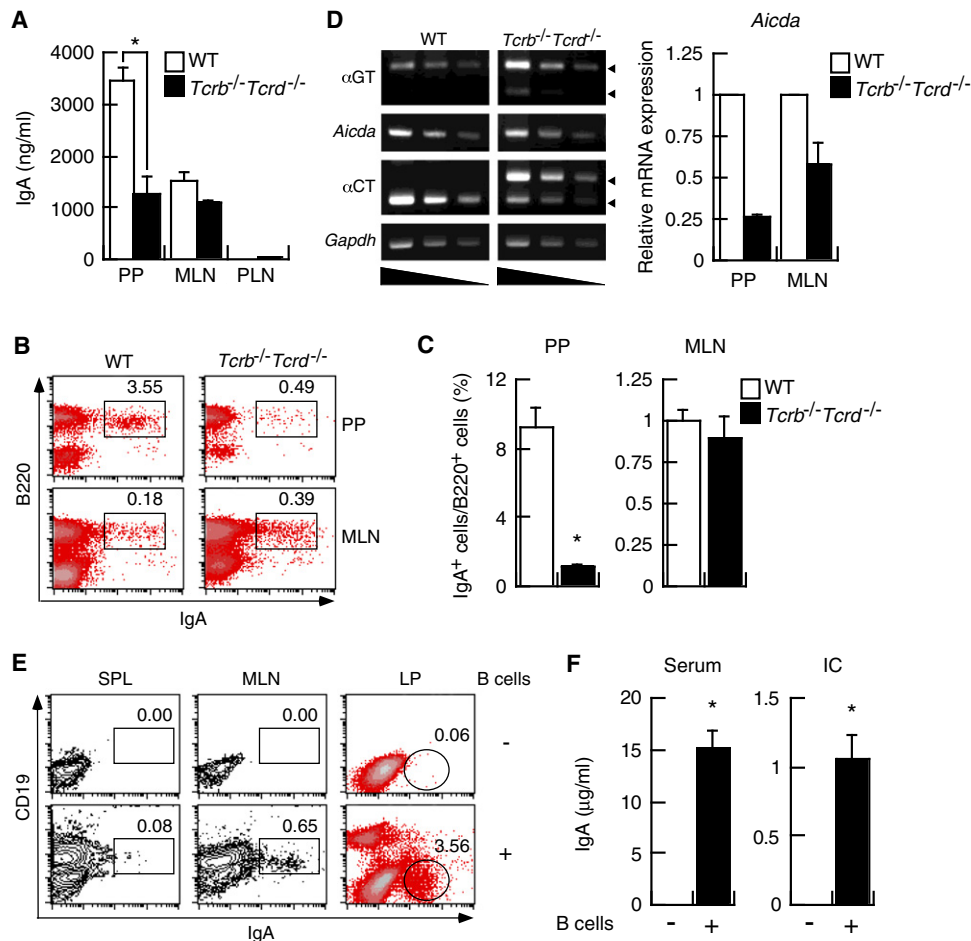 A
IgA (ng/ml)
4000
3000
2000
1000
0
*
WT
Tcrb-/-Tcrd-/-
PP MLN PLN
D
WT Tcrb-/-Tcrd-/-
αGT
Aicda
αCT
Gapdh
Aicda
Relative mRNA expression
1.25
1
0.75
0.5
0.25
0
WT
Tcrb-/-Tcrd-/-
PP MLN
B
WT Tcrb-/-Tcrd-/-
3.55 0.49
PP
0.18 0.39
MLN
B220
IgA
C
PP MLN
IgA+ cells/B220+ cells (%)
12
8
4
0
*
1.25
1
0.75
0.5
0.25
0
WT
Tcrb-/-Tcrd-/-
E
SPL MLN LP B cells
0.00 0.00 0.06 -
0.08 0.65 3.56 +
CD19
IgA
F
Serum IC
IgA (μg/ml)
20
15
10
5
0
*
1.5
1
0.5
0
*
B cells - + - +